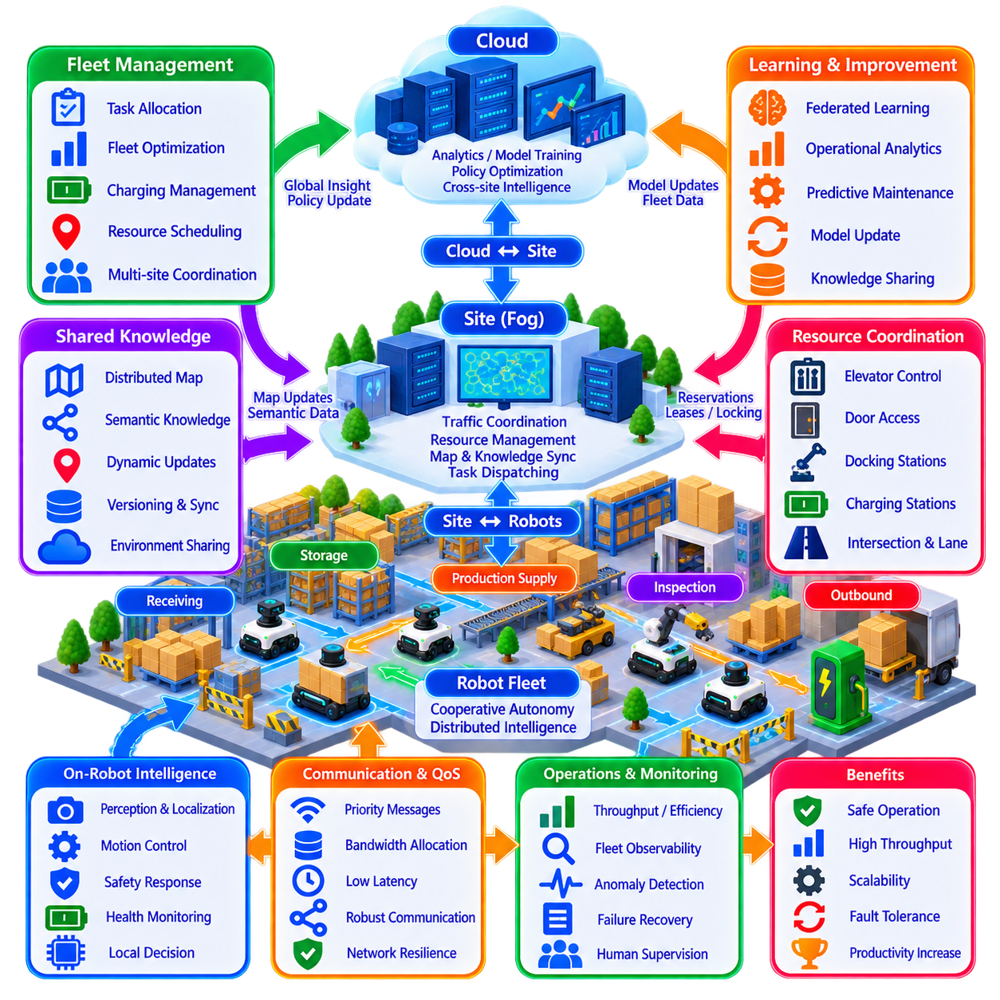 Cloud
Analytics / Model Training
Policy Optimization
Cross-site Intelligence
Fleet Management
Task Allocation
Fleet Optimization
Charging Management
Resource Scheduling
Multi-site Coordination
Global Insight
Policy Update
Learning & Improvement
Federated Learning
Operational Analytics
Predictive Maintenance
Model Update
Knowledge Sharing
Model Updates
Fleet Data
Cloud ↔ Site
Site (Fog)
Traffic Coordination
Resource Management
Map & Knowledge Sync
Task Dispatching
Shared Knowledge
Distributed Map
Semantic Knowledge
Dynamic Updates
Versioning & Sync
Environment Sharing
Map Updates
Semantic Data
Resource Coordination
Elevator Control
Door Access
Docking Stations
Charging Stations
Intersection & Lane
Reservations
Leases / Locking
Site ↔ Robots
Storage
Production Supply
Receiving
Inspection
Outbound
Robot Fleet
Cooperative Autonomy
Distributed Intelligence
On-Robot Intelligence
Perception & Localization
Motion Control
Safety Response
Health Monitoring
Local Decision
Communication & QoS
Priority Messages
Bandwidth Allocation
Low Latency
Robust Communication
Network Resilience
Operations & Monitoring
Throughput / Efficiency
Fleet Observability
Anomaly Detection
Failure Recovery
Human Supervision
Benefits
Safe Operation
High Throughput
Scalability
Fault Tolerance
Productivity Increase